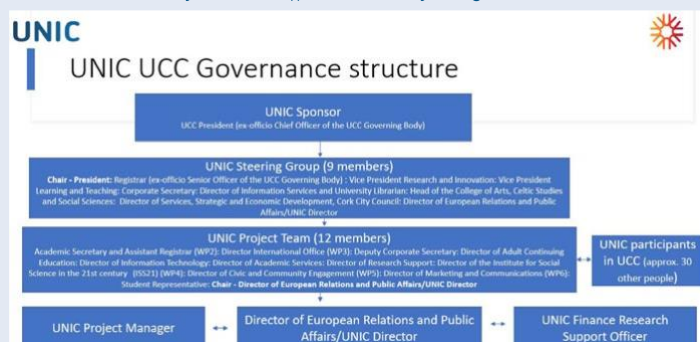 UNIC
UNIC UCC Governance structure
UNIC Sponsor
UCC President (ex-officio Chief Officer of the UCC Governing Body)
UNIC Steering Group (9 members)
Chair - President: Registrar (ex-officio Senior Officer of the UCC Governing Body) : Vice President Research and Innovation: Vice President
Learning and Teaching: Corporate Secretary: Director of Information Services and University Librarian: Head of the College of Arts, Celtic Studies
and Social Sciences: Director of Services, Strategic and Economic Development, Cork City Council: Director of European Relations and Public
Affairs/UNIC Director
UNIC Project Team (12 members)
Academic Secretary and Assistant Registrar (WP2): Director International Office (WP3): Deputy Corporate Secretary: Director of Adult Continuing
Education: Director of Information Technology: Director of Academic Services: Director of Research Support: Director of the Institute for Social
Science in the 21st century (ISS21) (WP4): Director of Civic and Community Engagement (WP5): Director of Marketing and Communications (WP6):
Student Representative: Chair - Director of European Relations and Public Affairs/UNIC Director
UNIC participants
in UCC (approx. 30
other people)
UNIC Project Manager
Director of European Relations and Public
Affairs/UNIC Director
UNIC Finance Research
Support Officer